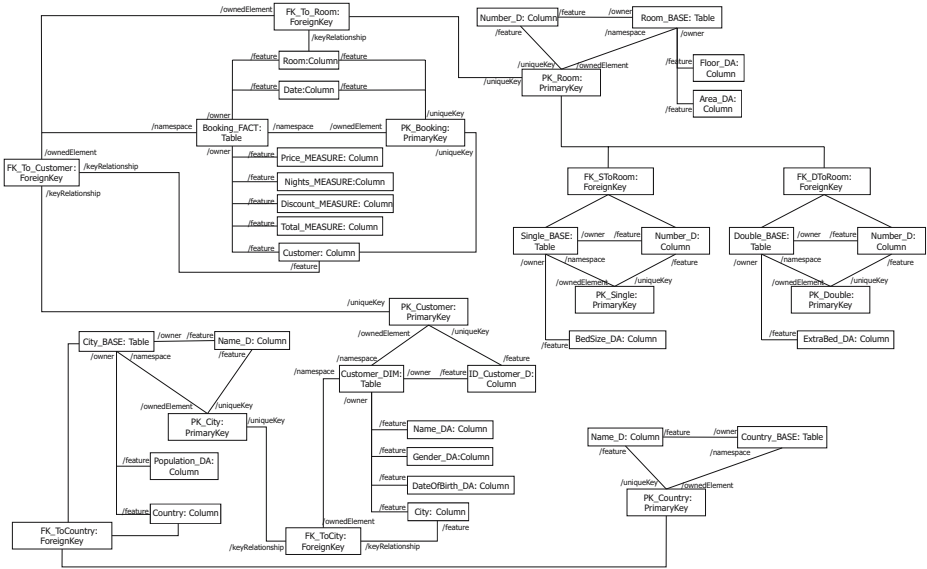 FK_To_Room:
ForeignKey
/ownedElement
/keyRelationship
Number_D: Column
/feature
/owner
Room_BASE: Table
/feature
/namespace
/owner
/feature
Room:Column
/feature
/uniqueKey
/ownedElement
/uniqueKey
PK_Room:
PrimaryKey
/feature
Floor_DA:
Column
/feature
Date:Column
/feature
Area_DA:
Column
/feature
/owner
/uniqueKey
/namespace
Booking_FACT:
Table
/namespace
/ownedElement
PK_Booking:
PrimaryKey
/uniqueKey
/owner
/ownedElement
FK_To_Customer:
ForeignKey
/keyRelationship
/keyRelationship
/feature
Price_MEASURE: Column
/feature
Nights_MEASURE:Column
/feature
Discount_MEASURE: Column
/feature
Total_MEASURE: Column
/feature
Customer: Column
/feature
FK_SToRoom:
ForeignKey
FK_DToRoom:
ForeignKey
Single_BASE:
Table
/owner
/feature
Number_D:
Column
/namespace
/owner
/feature
/ownedElement
/uniqueKey
PK_Single:
PrimaryKey
/feature
BedSize_DA: Column
Double_BASE:
Table
/owner
/feature
Number_D:
Column
/namespace
/owner
/feature
/ownedElement
/uniqueKey
PK_Double:
PrimaryKey
/feature
ExtraBed_DA: Column
/uniqueKey
PK_Customer:
PrimaryKey
/ownedElement
/uniqueKey
/namespace
/feature
/namespace
Customer_DIM:
Table
/owner
/feature
ID_Customer_D:
Column
/owner
City_BASE: Table
/owner
/feature
Name_D: Column
/owner
/namespace
/feature
/ownedElement
/uniqueKey
PK_City:
PrimaryKey
/uniqueKey
/feature
Population_DA:
Column
/feature
Country: Column
FK_ToCountry:
ForeignKey
/feature
Name_DA: Column
/feature
Gender_DA:Column
/feature
DateOfBirth_DA: Column
/feature
City: Column
/feature
/ownedElement
/keyRelationship
FK_ToCity:
ForeignKey
/keyRelationship
Name_D: Column
/feature
/owner
Country_BASE: Table
/feature
/namespace
/uniqueKey
/ownedElement
PK_Country:
PrimaryKey